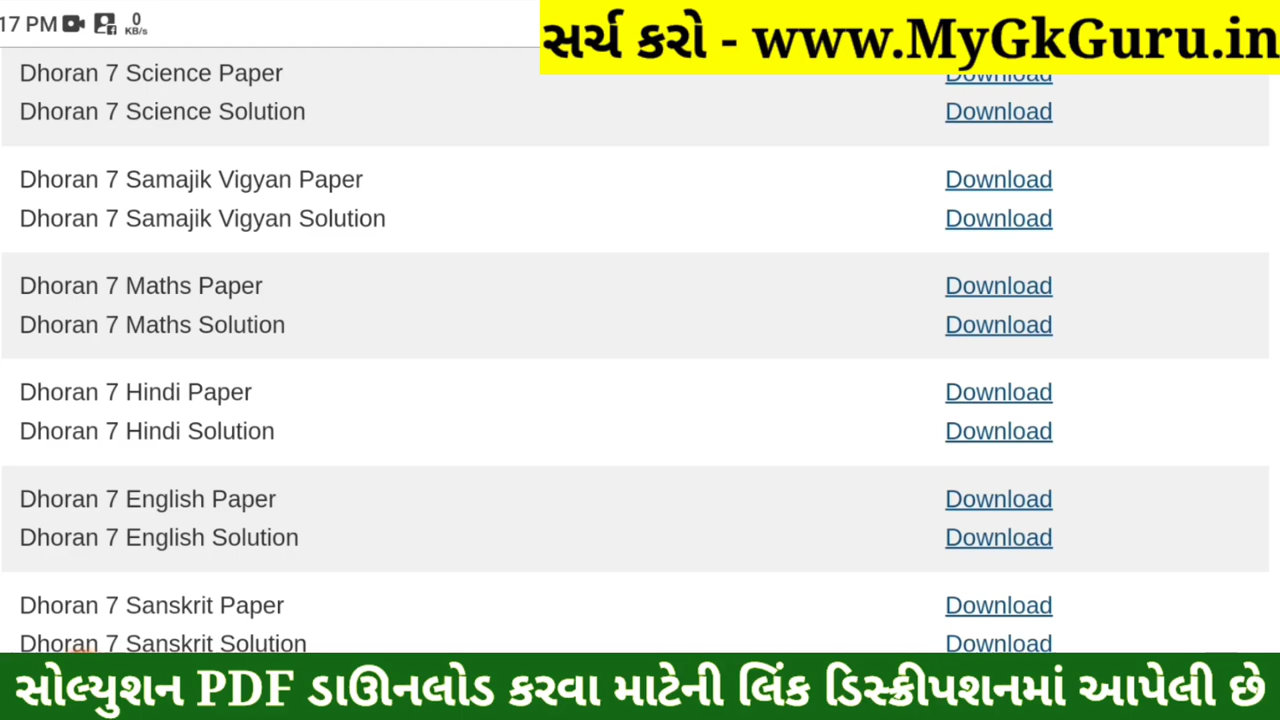 17 PM 0 KB/s
સર્ચ કરો - www.MyGkGuru.in
Dhoran 7 Science Paper Download
Dhoran 7 Science Solution Download
Dhoran 7 Samajik Vigyan Paper Download
Dhoran 7 Samajik Vigyan Solution Download
Dhoran 7 Maths Paper Download
Dhoran 7 Maths Solution Download
Dhoran 7 Hindi Paper Download
Dhoran 7 Hindi Solution Download
Dhoran 7 English Paper Download
Dhoran 7 English Solution Download
Dhoran 7 Sanskrit Paper Download
Dhoran 7 Sanskrit Solution Download
સોલ્યુશન PDF ડાઊનલોડ કરવા માટેની લિંક ડિસ્ક્રીપશનમાં આપેલી છે